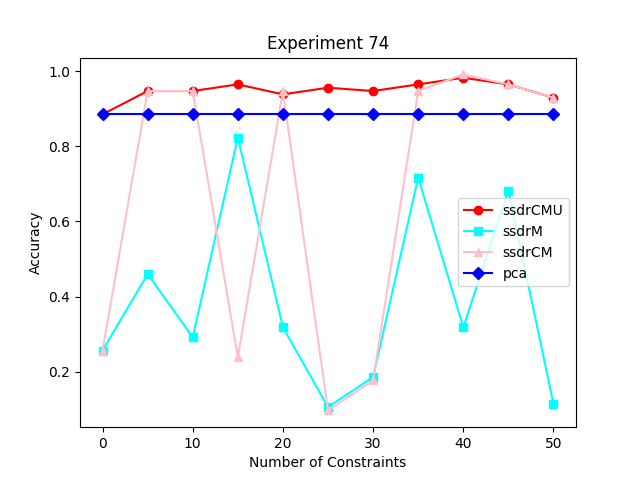 Experiment 74
1.0
0.8
0.6
0.4
0.2
Accuracy
ssdrCMU
ssdrM
ssdrCM
pca
0 10 20 30 40 50
Number of Constraints